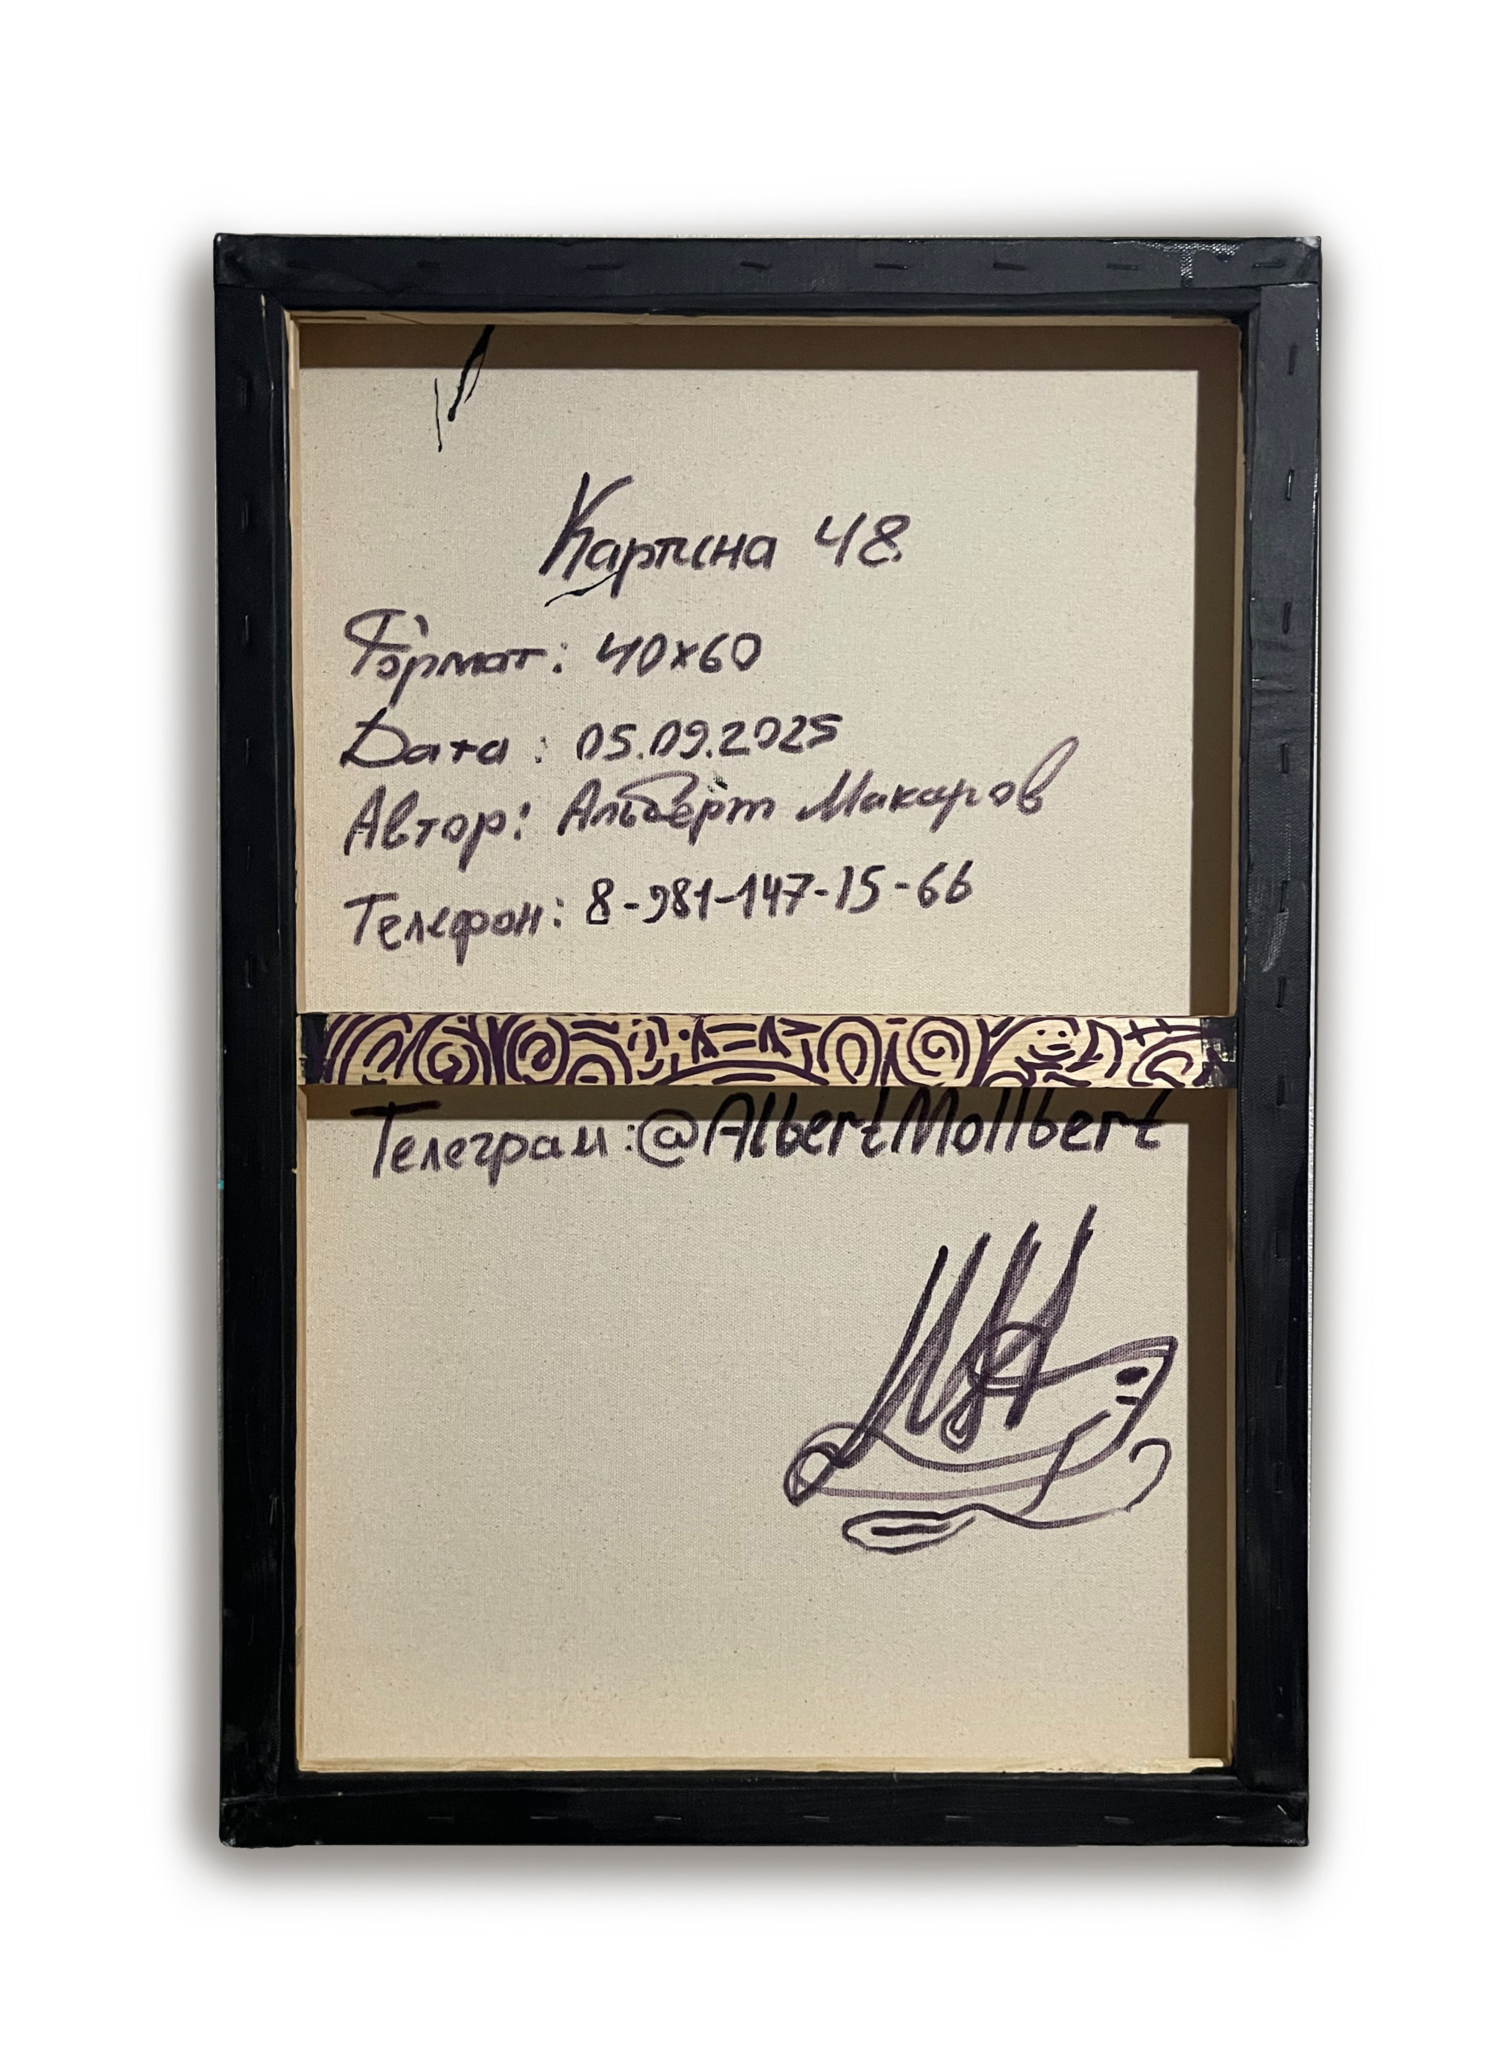 Картина 48.
Формат: 40x60
Дата: 05.09.2025
Автор: Альберт Макаров
Телефон: 8-981-147-15-66
Телеграм: @AlbertMollbert